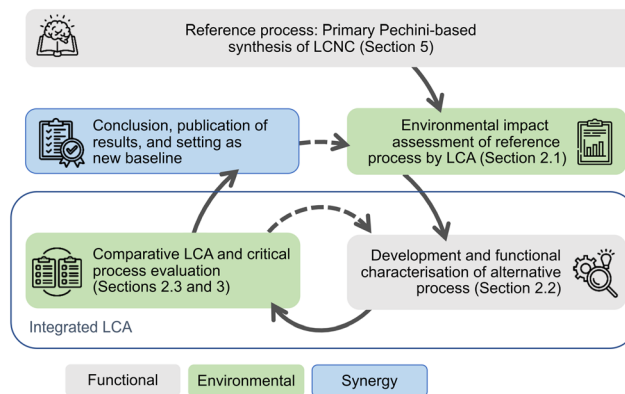 Reference process: Primary Pechini-based
synthesis of LCNC (Section 5)
Conclusion, publication of
results, and setting as
new baseline
Environmental impact
assessment of reference
process by LCA (Section 2.1)
Comparative LCA and critical
process evaluation
(Sections 2.3 and 3)
Development and functional
characterisation of alternative
process (Section 2.2)
Integrated LCA
Functional
Environmental
Synergy